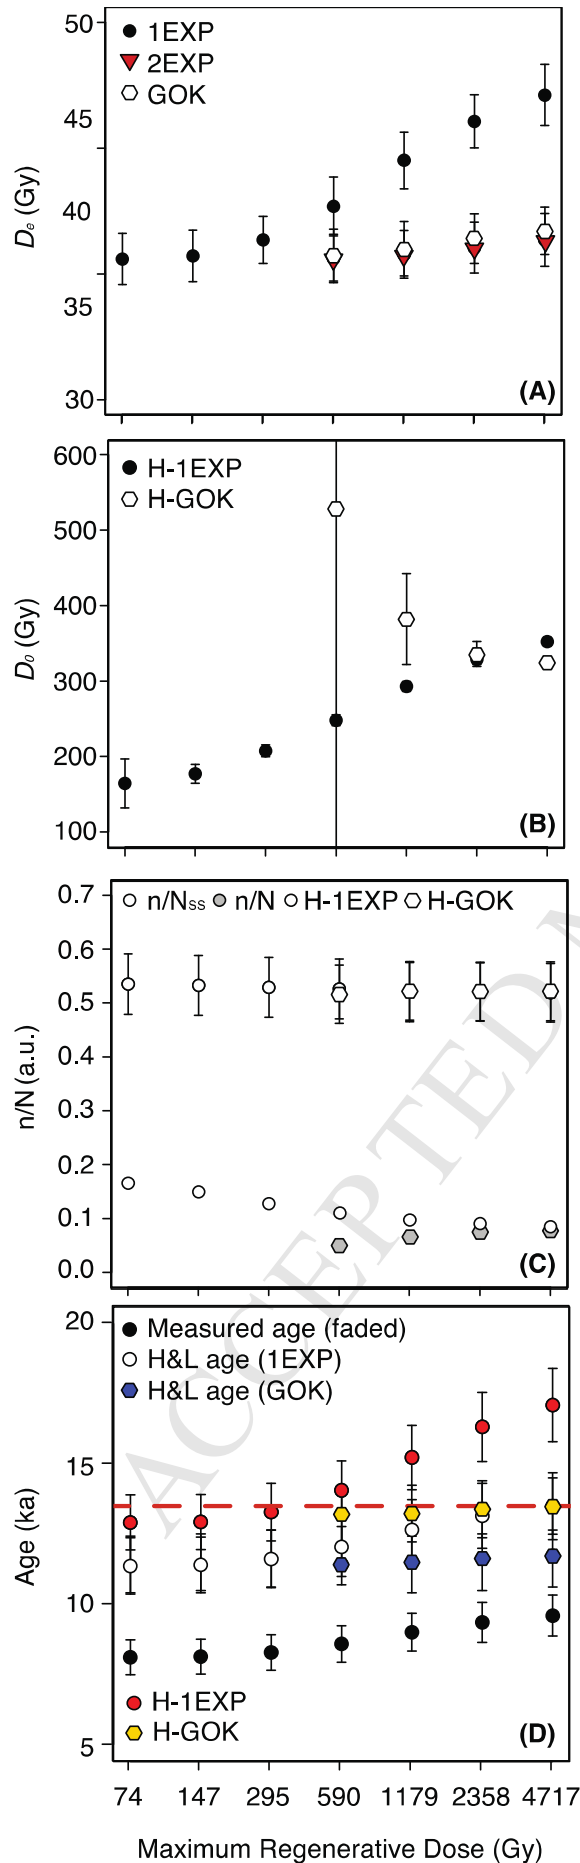 50
45
40
35
30
De (Gy)
1EXP
2EXP
GOK
(A)
600
500
400
300
200
100
D0 (Gy)
H-1EXP
H-GOK
(B)
0.7
0.6
0.5
0.4
0.3
0.2
0.1
0.0
n/N (a.u.)
n/Nss n/N H-1EXP H-GOK
(C)
20
15
10
5
Age (ka)
Measured age (faded)
H&L age (1EXP)
H&L age (GOK)
H-1EXP
H-GOK
(D)
74 147 295 590 1179 2358 4717
Maximum Regenerative Dose (Gy)
ACCEPTED